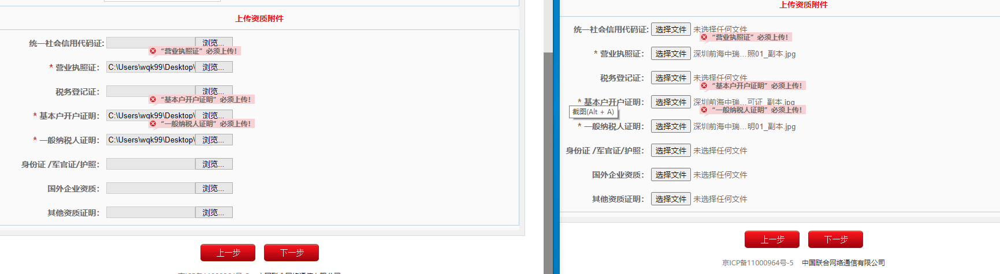 上传资质附件
统一社会信用代码证: 浏览...
“营业执照证” 必须上传!
* 营业执照证: C:\Users\wqk99\Desktop\ 浏览...
税务登记证: 浏览...
“基本户开户证明” 必须上传!
* 基本户开户证明: C:\Users\wqk99\Desktop\ 浏览...
“一般纳税人证明” 必须上传!
* 一般纳税人证明: C:\Users\wqk99\Desktop\ 浏览...
身份证 /军官证/护照: 浏览...
国外企业资质: 浏览...
其他资质证明: 浏览...
上一步 下一步
上传资质附件
统一社会信用代码证: 选择文件 未选择任何文件
“营业执照证” 必须上传!
* 营业执照证: 选择文件 深圳前海中瑞...照01_副本.jpg
税务登记证: 选择文件 未选择任何文件
“基本户开户证明” 必须上传!
* 基本户开户证明: 选择文件 深圳前海中瑞...可证_副本.jpg
截图(Alt + A)
“一般纳税人证明” 必须上传!
* 一般纳税人证明: 选择文件 深圳前海中瑞...明01_副本.jpg
身份证 /军官证/护照: 选择文件 未选择任何文件
国外企业资质: 选择文件 未选择任何文件
其他资质证明: 选择文件 未选择任何文件
上一步 下一步
京ICP备11000964号-5 中国联合网络通信有限公司